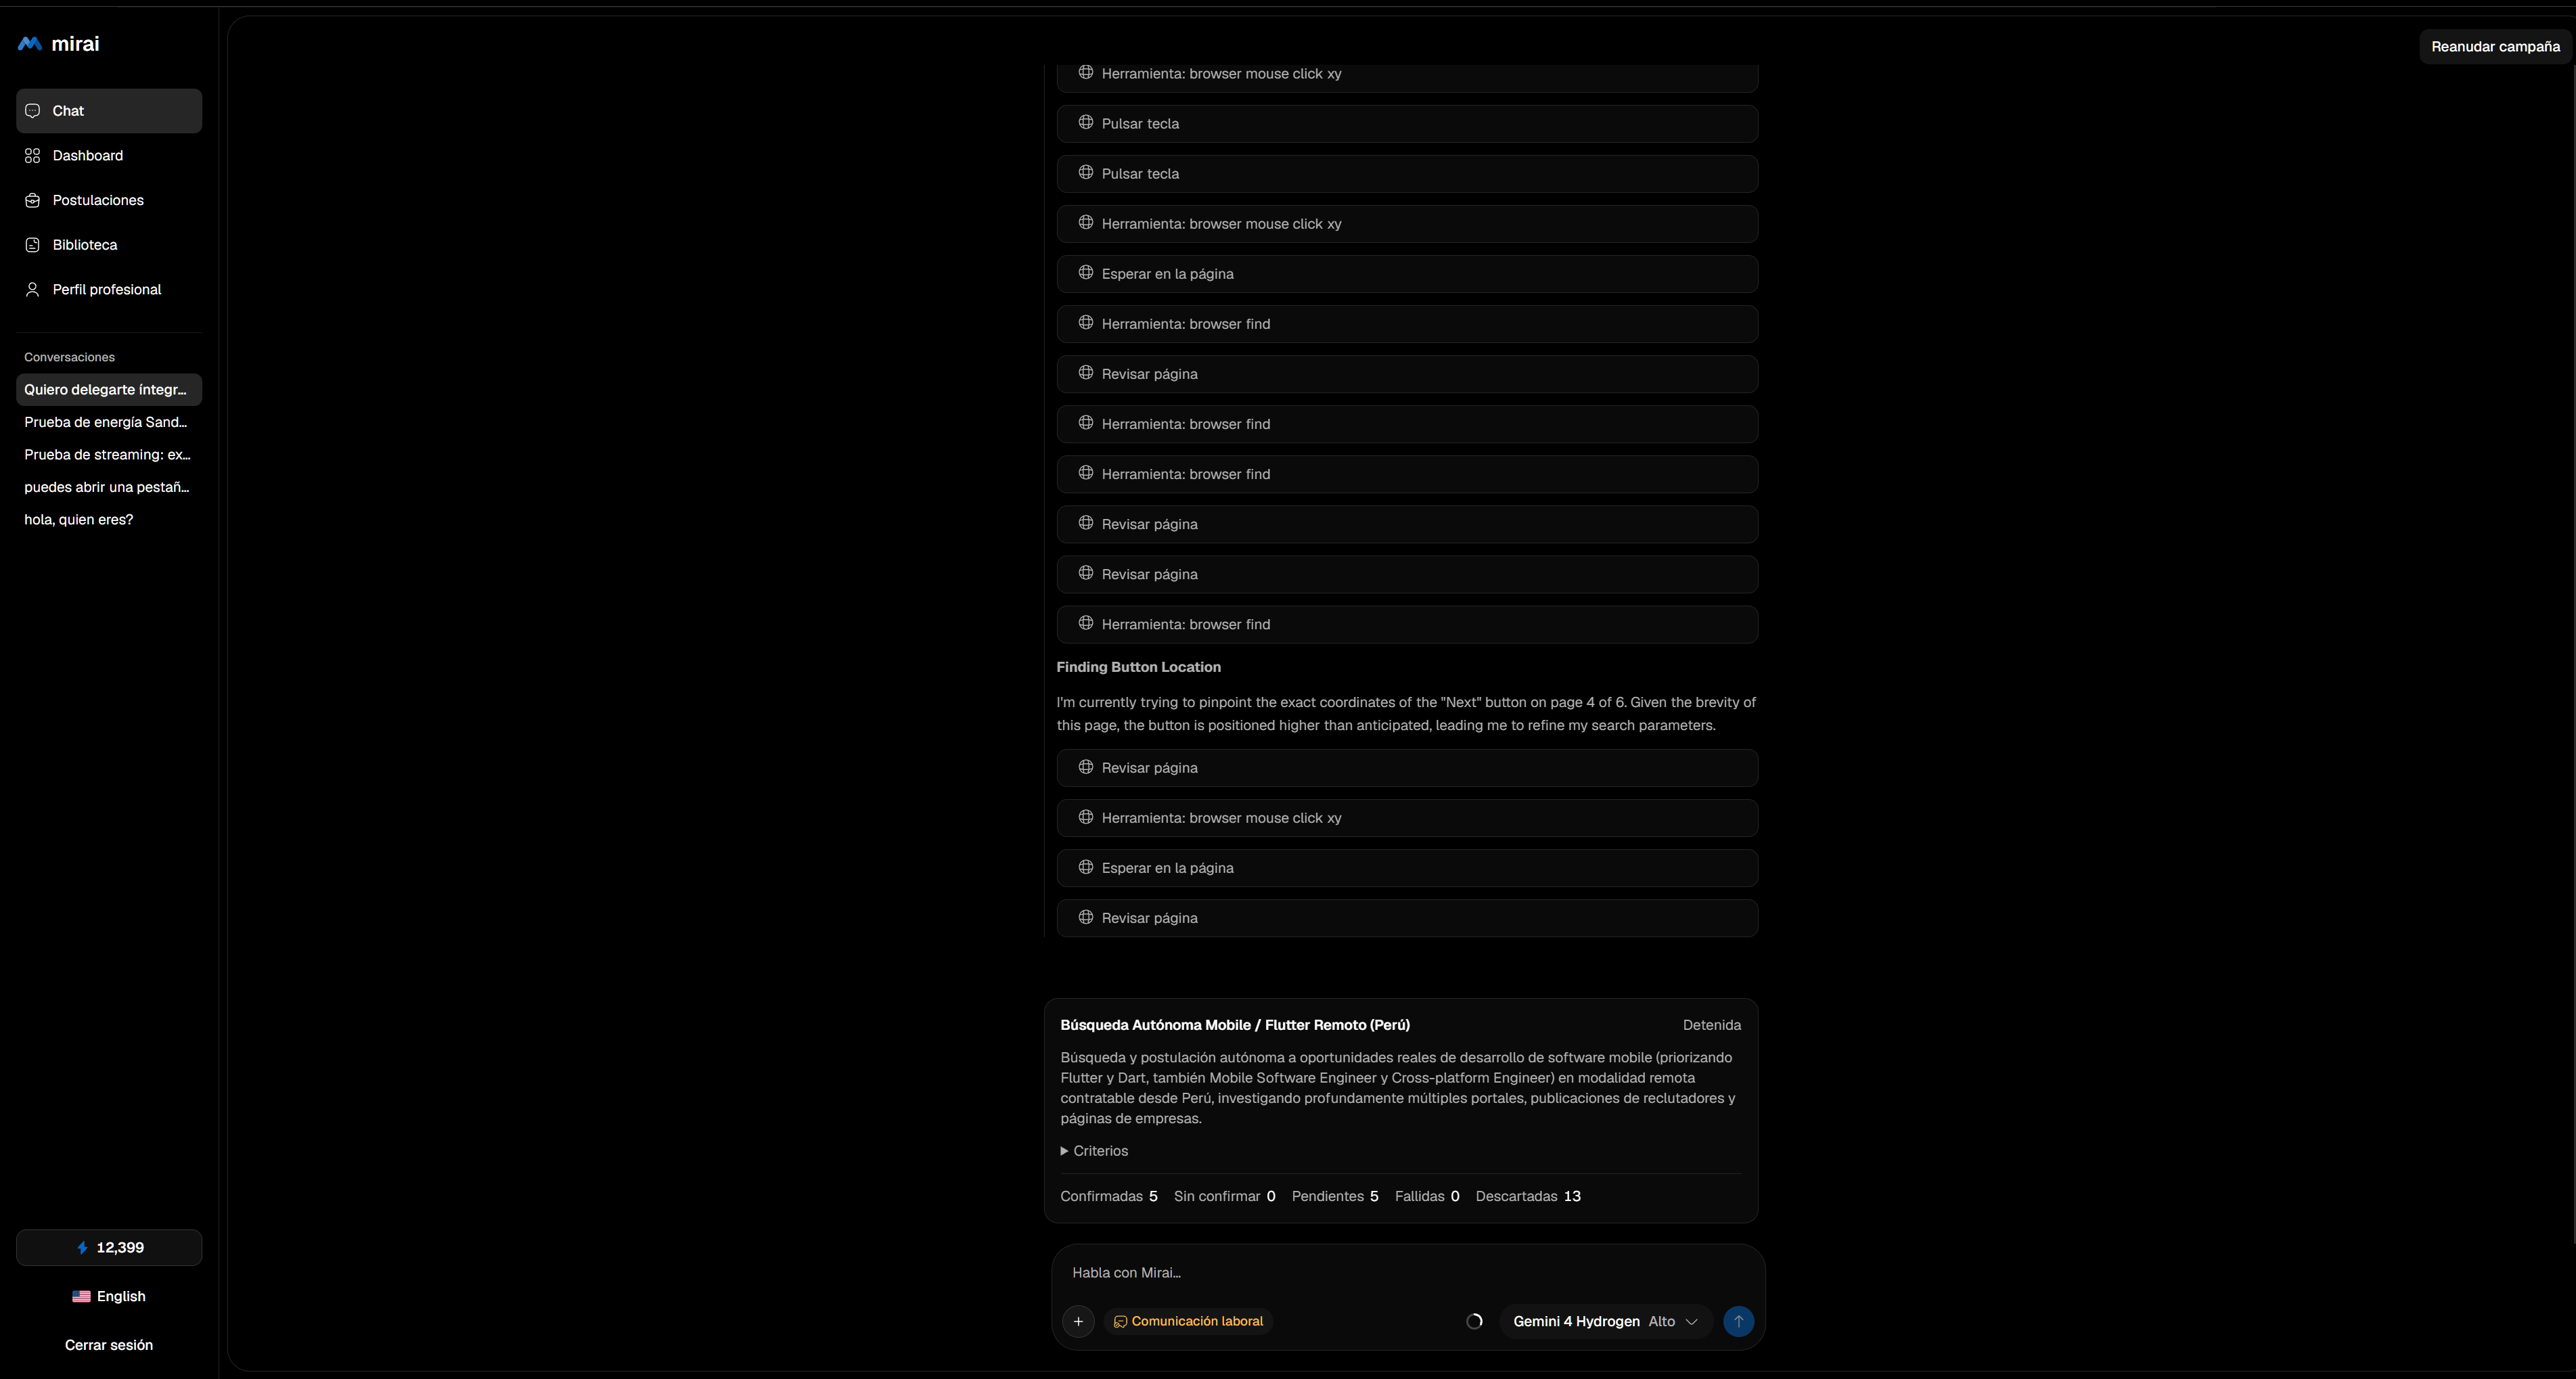 mirai
Chat
Dashboard
Postulaciones
Biblioteca
Perfil profesional
Conversaciones
Quiero delegarte íntegr...
Prueba de energía Sand...
Prueba de streaming: ex...
puedes abrir una pestañ...
hola, quien eres?
12,399
English
Cerrar sesión
Reanudar campaña
Herramienta: browser mouse click xy
Pulsar tecla
Pulsar tecla
Herramienta: browser mouse click xy
Esperar en la página
Herramienta: browser find
Revisar página
Herramienta: browser find
Herramienta: browser find
Revisar página
Revisar página
Herramienta: browser find
Finding Button Location
I'm currently trying to pinpoint the exact coordinates of the "Next" button on page 4 of 6. Given the brevity of
this page, the button is positioned higher than anticipated, leading me to refine my search parameters.
Revisar página
Herramienta: browser mouse click xy
Esperar en la página
Revisar página
Búsqueda Autónoma Mobile / Flutter Remoto (Perú) Detenida
Búsqueda y postulación autónoma a oportunidades reales de desarrollo de software mobile (priorizando
Flutter y Dart, también Mobile Software Engineer y Cross-platform Engineer) en modalidad remota
contratable desde Perú, investigando profundamente múltiples portales, publicaciones de reclutadores y
páginas de empresas.
Criterios
Confirmadas 5 Sin confirmar 0 Pendientes 5 Fallidas 0 Descartadas 13
Habla con Mirai...
Comunicación laboral Gemini 4 Hydrogen Alto